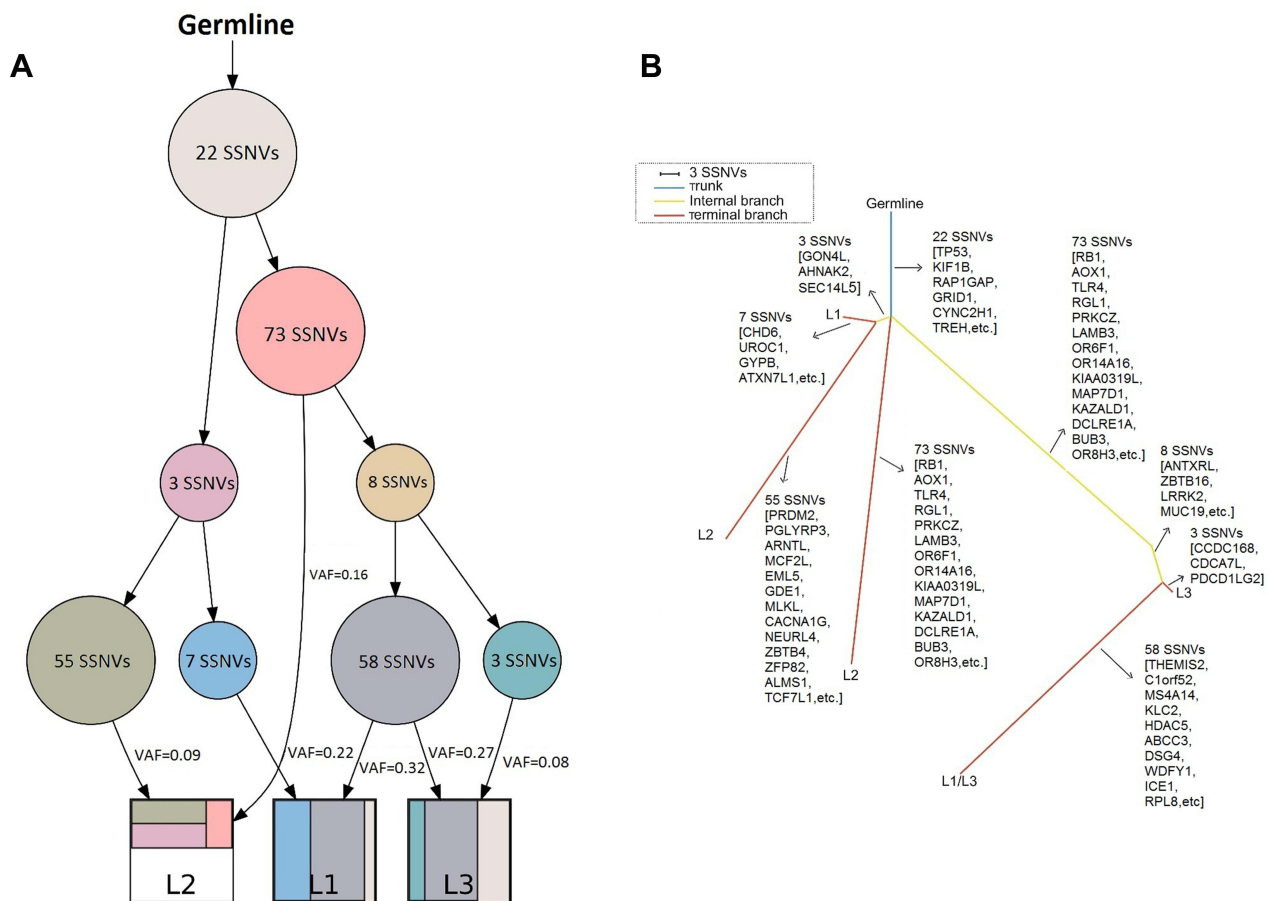 Germline
A
22 SSNVs
73 SSNVs
3 SSNVs
8 SSNVs
VAF=0.16
55 SSNVs
7 SSNVs
58 SSNVs
3 SSNVs
VAF=0.09
VAF=0.22
VAF=0.32
VAF=0.27
VAF=0.08
L2
L1
L3
B
3 SSNVs
Trunk
Internal branch
Terminal branch
Germline
3 SSNVs
[GON4L,
AHNAK2,
SEC14L5]
22 SSNVs
[TP53,
KIF1B,
RAP1GAP,
GRID1,
CYNC2H1,
TREH,etc.]
73 SSNVs
[RB1,
AOX1,
TLR4,
RGL1,
PRKCZ,
LAMB3,
OR6F1,
OR14A16,
KIAA0319L,
MAP7D1,
KAZALD1,
DCLRE1A,
BUB3,
OR8H3,etc.]
L1
7 SSNVs
[CHD6,
UROC1,
GYPB,
ATXN7L1,etc.]
8 SSNVs
[ANTXRL,
ZBTB16,
LRRK2,
MUC19,etc.]
3 SSNVs
[CCDC168,
CDCA7L,
PDCD1LG2]
L3
L2
55 SSNVs
[PRDM2,
PGLYRP3,
ARNTL,
MCF2L,
EML5,
GDE1,
MLKL,
CACNA1G,
NEURL4,
ZBTB4,
ZFP82,
ALMS1,
TCF7L1,etc.]
73 SSNVs
[RB1,
AOX1,
TLR4,
RGL1,
PRKCZ,
LAMB3,
OR6F1,
OR14A16,
KIAA0319L,
MAP7D1,
KAZALD1,
DCLRE1A,
BUB3,
OR8H3,etc.]
L2
58 SSNVs
[THEMIS2,
C1orf52,
MS4A14,
KLC2,
HDAC5,
ABCC3,
DSG4,
WDFY1,
ICE1,
RPL8,etc]
L1/L3